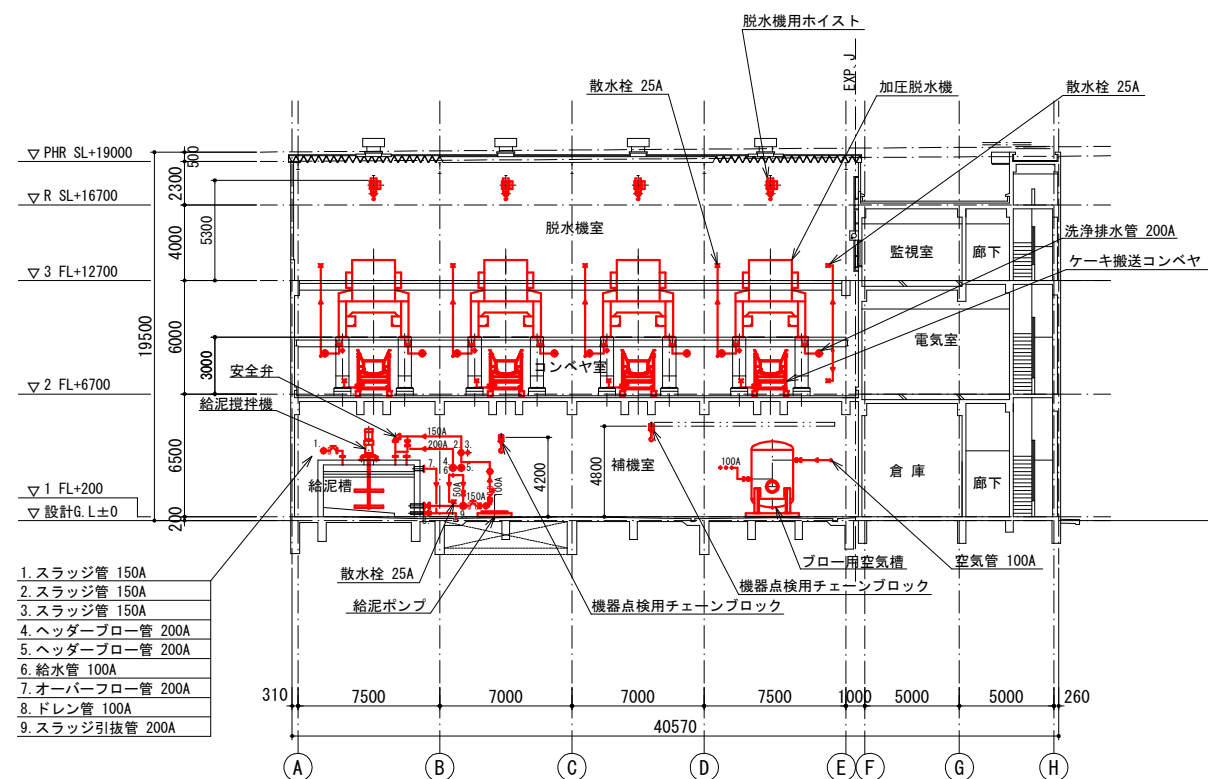 脱水機用ホイスト
EXP.J
散水栓 25A
加圧脱水機
散水栓 25A
▽PHR SL+19000
500
2300
▽R SL+16700
5300
脱水機室
4000
監視室
廊下
洗浄排水管 200A
ケーキ搬送コンベヤ
▽3 FL+12700
19500
6000
3000
電気室
コンベヤ室
安全弁
▽2 FL+6700
給泥撹拌機
150A
200A
1.
2.
3.
4.
5.
6.
7.
6500
給泥槽
50A
150A
100A
4200
4800
補機室
100A
倉庫
廊下
▽1 FL+200
▽設計G.L±0
200
散水栓 25A
給泥ポンプ
機器点検用チェーンブロック
機器点検用チェーンブロック
ブロー用空気槽
空気管 100A
1.スラッジ管 150A
2.スラッジ管 150A
3.スラッジ管 150A
4.ヘッダーブロー管 200A
5.ヘッダーブロー管 200A
6.給水管 100A
7.オーバーフロー管 200A
8.ドレン管 100A
9.スラッジ引抜管 200A
310 7500 7000 7000 7500 1000 5000 5000 260
40570
A B C D E F G H